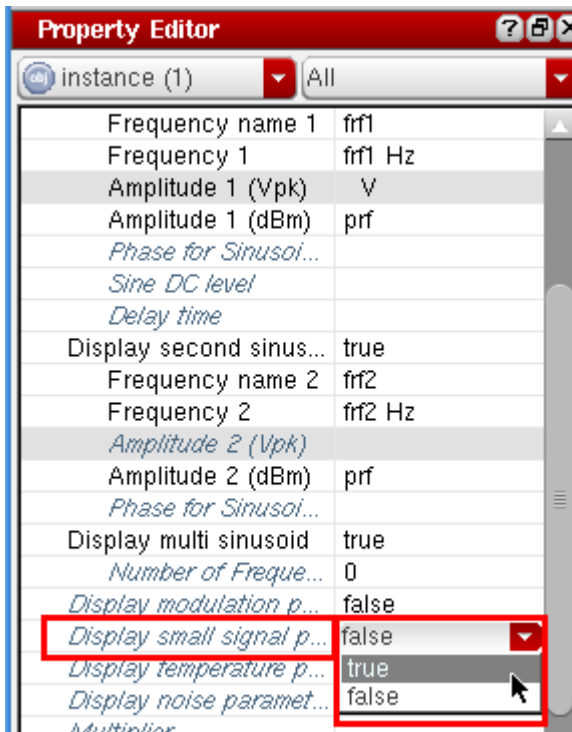 Property Editor
instance (1) All
Frequency name 1 frf1
Frequency 1 frf1 Hz
Amplitude 1 (Vpk) V
Amplitude 1 (dBm) prf
Phase for Sinusoi...
Sine DC level
Delay time
Display second sinus... true
Frequency name 2 frf2
Frequency 2 frf2 Hz
Amplitude 2 (Vpk)
Amplitude 2 (dBm) prf
Phase for Sinusoi...
Display multi sinusoid true
Number of Freque... 0
Display modulation p... false
Display small signal p... false
Display temperature p... true
Display noise paramet... false
Multiplier